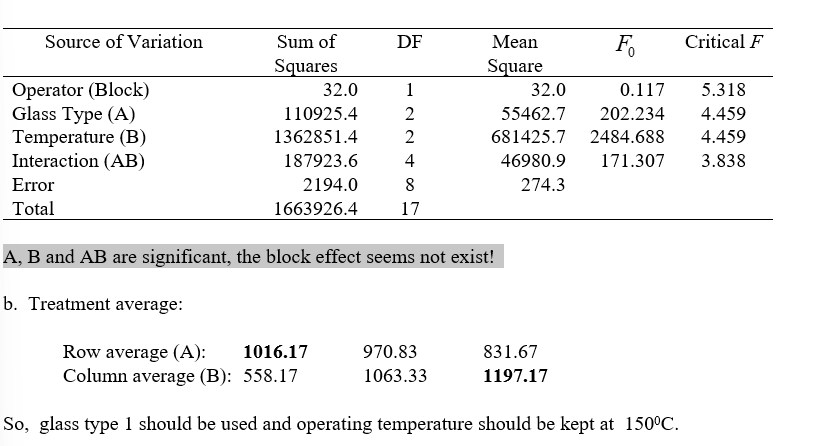 Source of Variation Sum of Squares DF Mean Square F₀ Critical F
Operator (Block) 32.0 1 32.0 0.117 5.318
Glass Type (A) 110925.4 2 55462.7 202.234 4.459
Temperature (B) 1362851.4 2 681425.7 2484.688 4.459
Interaction (AB) 187923.6 4 46980.9 171.307 3.838
Error 2194.0 8 274.3
Total 1663926.4 17
A, B and AB are significant, the block effect seems not exist!
b. Treatment average:
Row average (A): 1016.17 970.83 831.67
Column average (B): 558.17 1063.33 1197.17
So, glass type 1 should be used and operating temperature should be kept at 150⁰C.